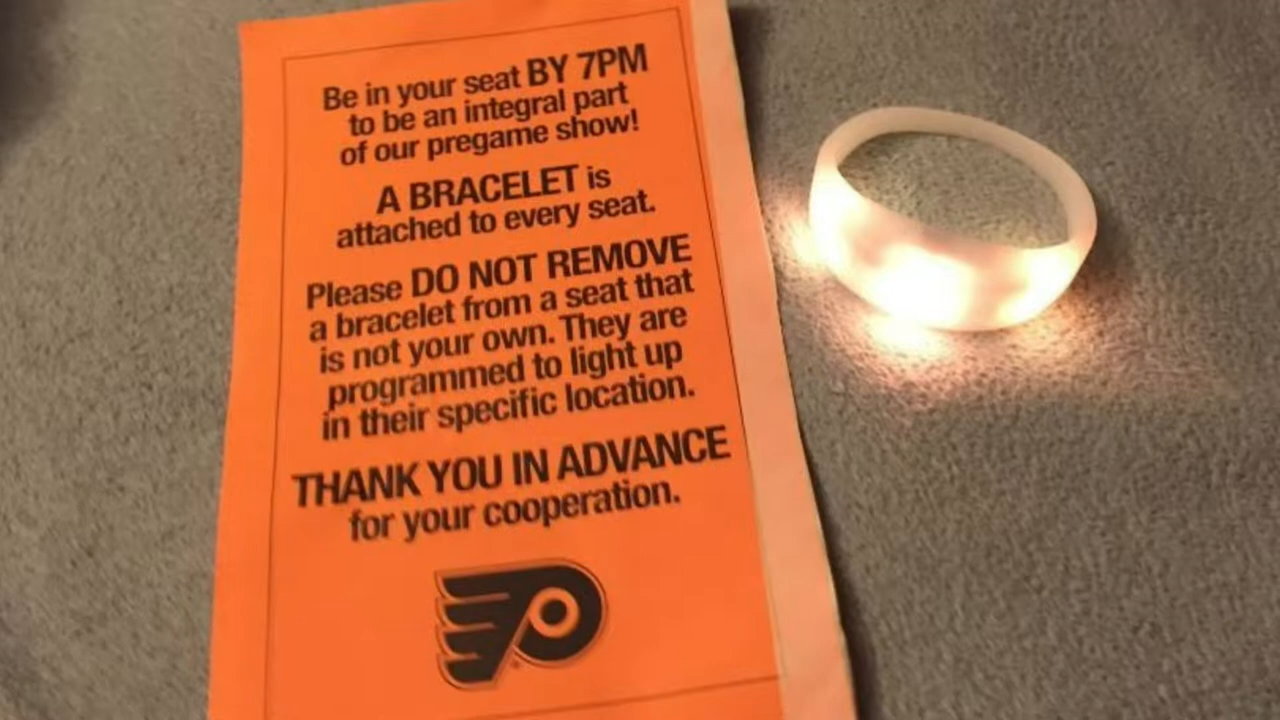 Be in your seat BY 7PM
to be an integral part
of our pregame show!
A BRACELET is
attached to every seat.
Please DO NOT REMOVE
a bracelet from a seat that
is not your own. They are
programmed to light up
in their specific location.
THANK YOU IN ADVANCE
for your cooperation.